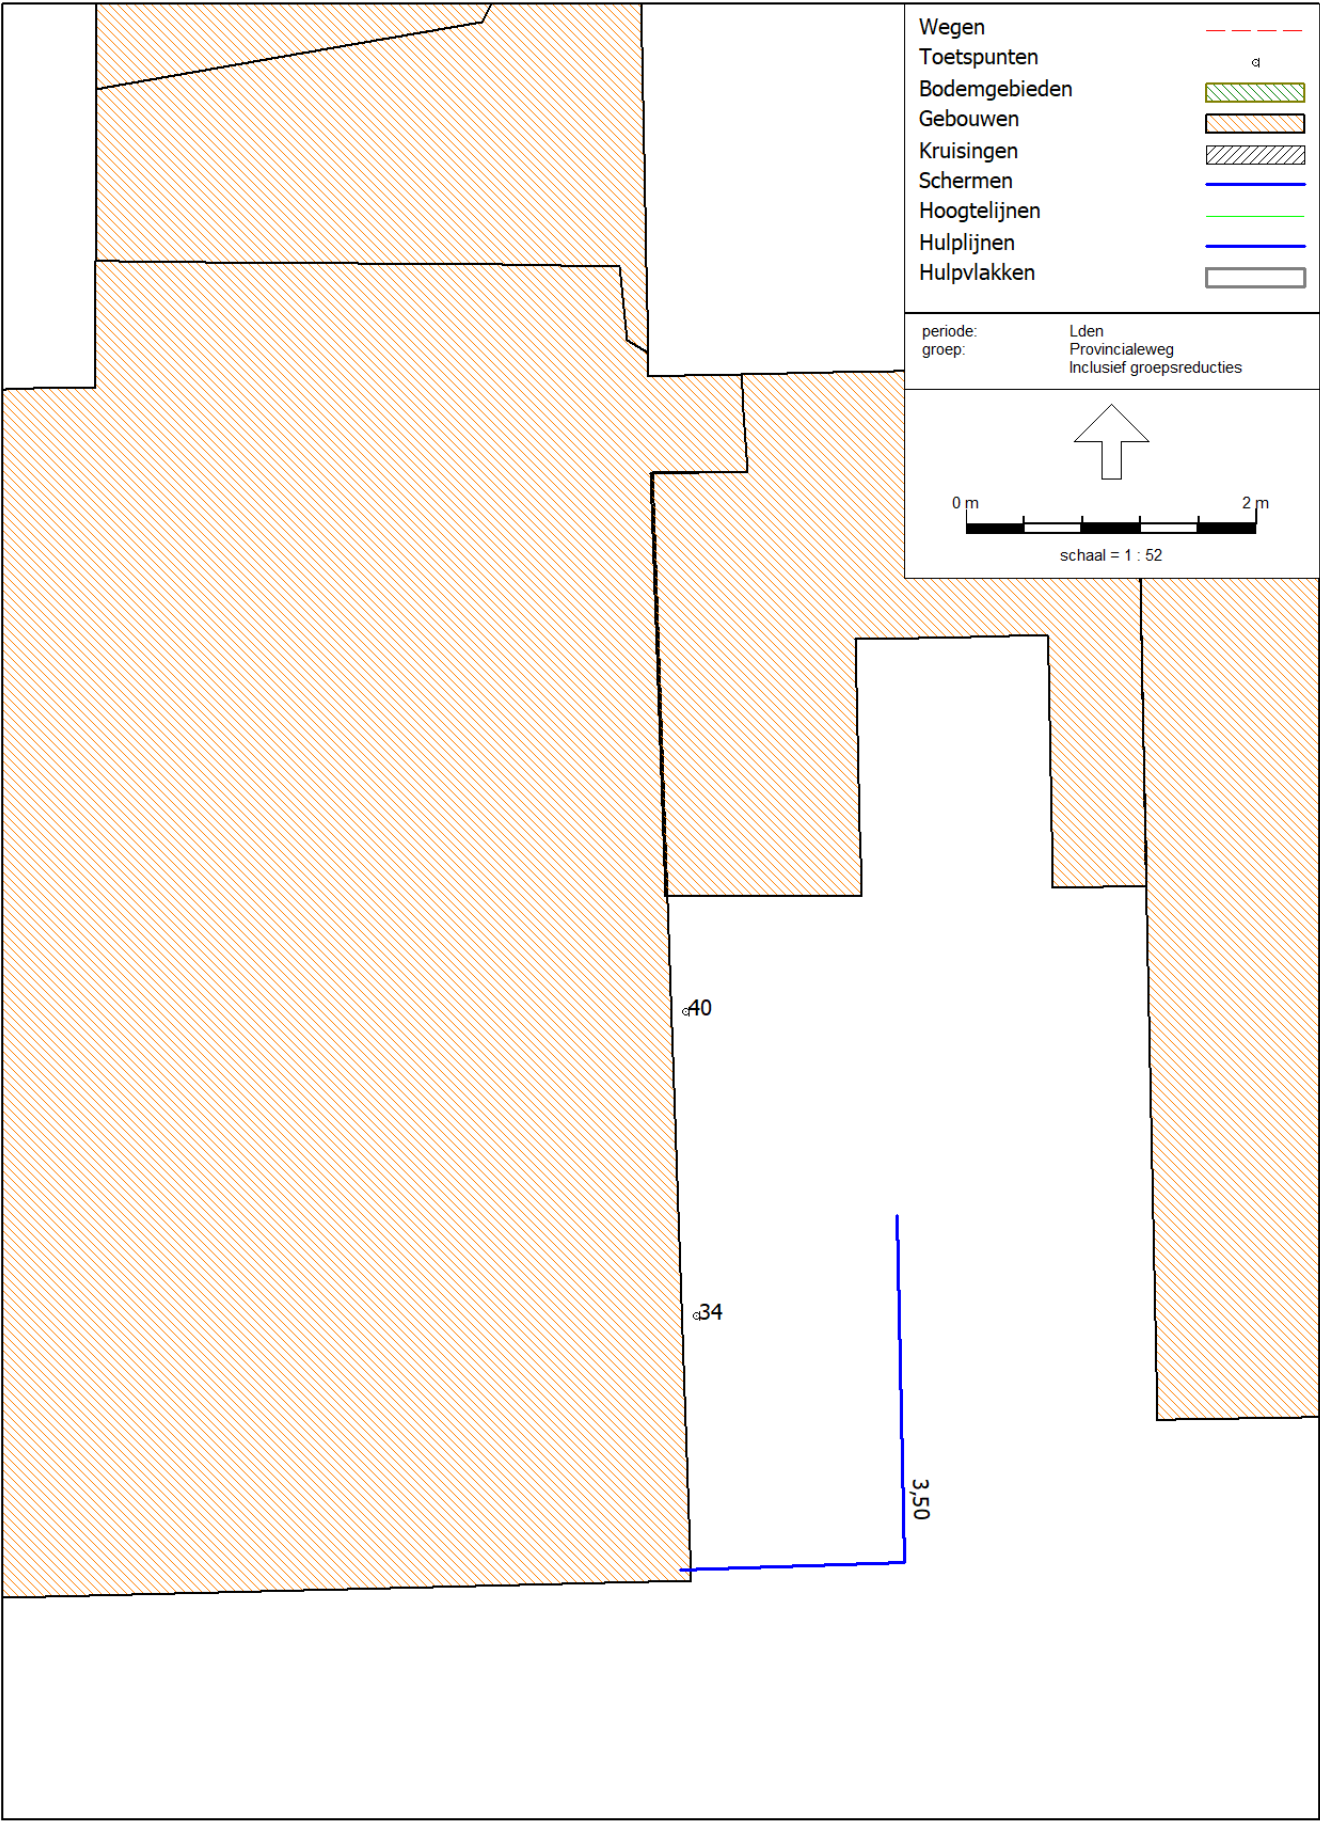 Wegen
Toetspunten
Bodemgebieden
Gebouwen
Kruisingen
Schermen
Hoogtelijnen
Hulplijnen
Hulpvlakken
periode: Lden
groep: Provincialeweg
Inclusief groepsreducties
0 m 2 m
schaal = 1 : 52
40
34
3,50